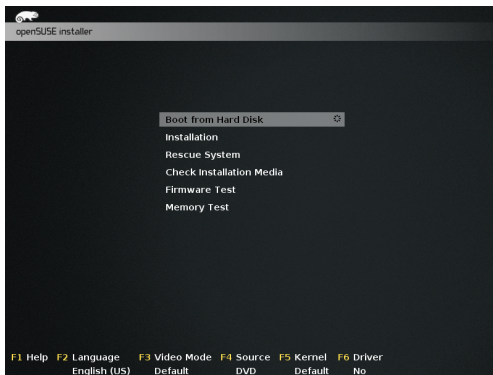 openSUSE installer
Boot from Hard Disk
Installation
Rescue System
Check Installation Media
Firmware Test
Memory Test
F1 Help F2 Language F3 Video Mode F4 Source F5 Kernel F6 Driver
English (US) Default DVD Default No